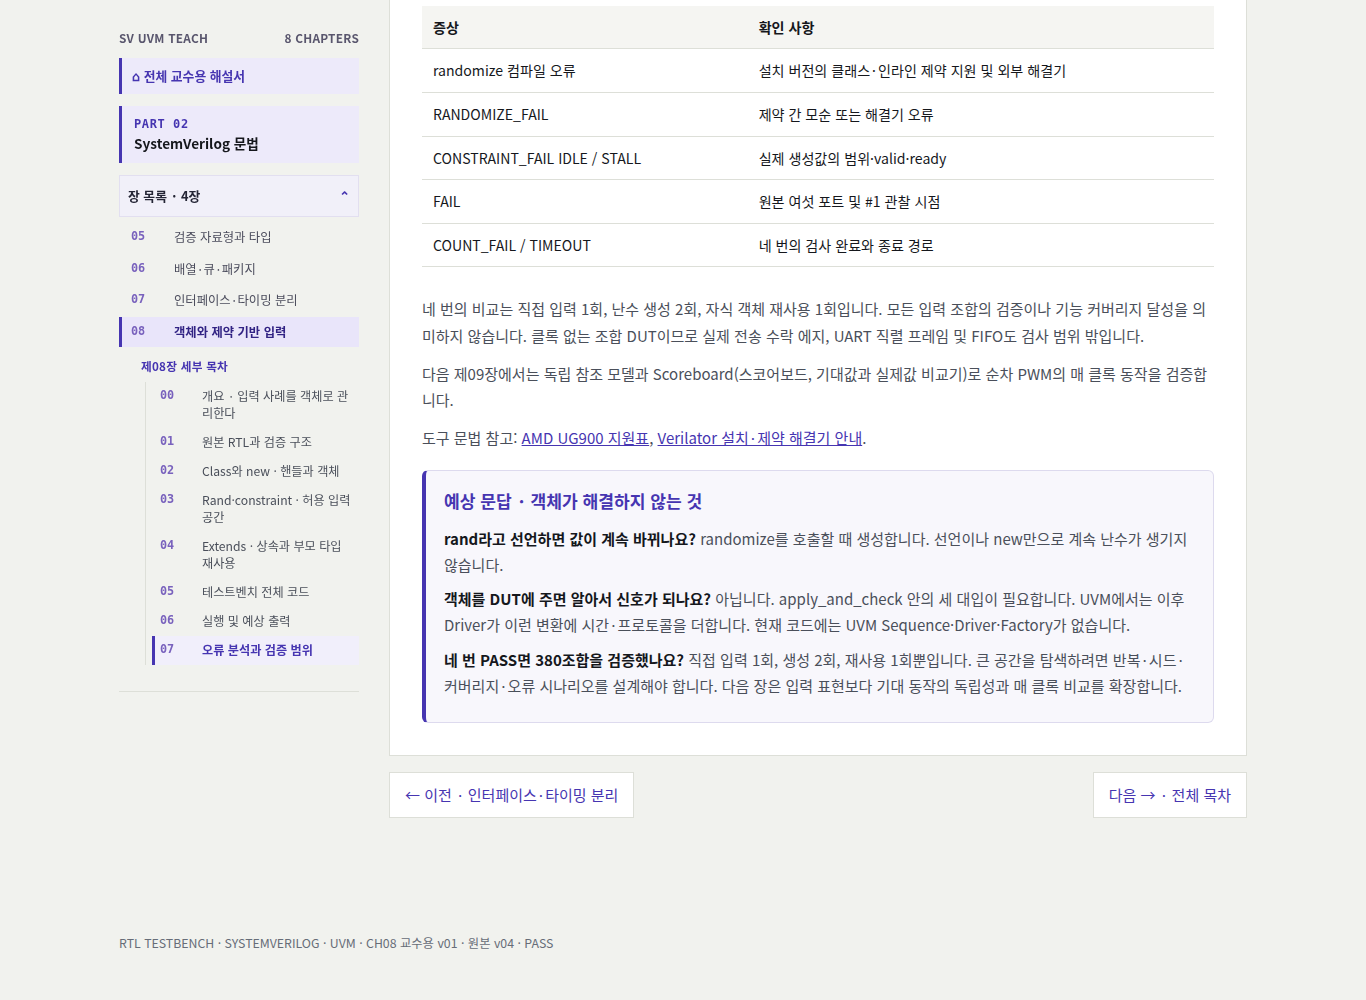 SV UVM TEACH
8 CHAPTERS
⌂ 전체 교수용 해설서
PART 02
SystemVerilog 문법
장 목록 · 4장
05 검증 자료형과 타입
06 배열·큐·패키지
07 인터페이스·타이밍 분리
08 객체와 제약 기반 입력
제08장 세부 목차
00 개요 · 입력 사례를 객체로 관
리한다
01 원본 RTL과 검증 구조
02 Class와 new · 핸들과 객체
03 Rand·constraint · 허용 입력
공간
04 Extends · 상속과 부모 타입
재사용
05 테스트벤치 전체 코드
06 실행 및 예상 출력
07 오류 분석과 검증 범위
증상 확인 사항
randomize 컴파일 오류 설치 버전의 클래스·인라인 제약 지원 및 외부 해결기
RANDOMIZE_FAIL 제약 간 모순 또는 해결기 오류
CONSTRAINT_FAIL IDLE / STALL 실제 생성값의 범위·valid·ready
FAIL 원본 여섯 포트 및 #1 관찰 시점
COUNT_FAIL / TIMEOUT 네 번의 검사 완료와 종료 경로
네 번의 비교는 직접 입력 1회, 난수 생성 2회, 자식 객체 재사용 1회입니다. 모든 입력 조합의 검증이나 기능 커버리지 달성을 의
미하지 않습니다. 클록 없는 조합 DUT이므로 실제 전송 수락 에지, UART 직렬 프레임 및 FIFO도 검사 범위 밖입니다.
다음 제09장에서는 독립 참조 모델과 Scoreboard(스코어보드, 기대값과 실제값 비교기)로 순차 PWM의 매 클록 동작을 검증합
니다.
도구 문법 참고: AMD UG900 지원표, Verilator 설치·제약 해결기 안내.
예상 문답 · 객체가 해결하지 않는 것
rand라고 선언하면 값이 계속 바뀌나요? randomize를 호출할 때 생성합니다. 선언이나 new만으로 계속 난수가 생기지
않습니다.
객체를 DUT에 주면 알아서 신호가 되나요? 아닙니다. apply_and_check 안의 세 대입이 필요합니다. UVM에서는 이후
Driver가 이런 변환에 시간·프로토콜을 더합니다. 현재 코드에는 UVM Sequence·Driver·Factory가 없습니다.
네 번 PASS면 380조합을 검증했나요? 직접 입력 1회, 생성 2회, 재사용 1회뿐입니다. 큰 공간을 탐색하려면 반복·시드·
커버리지·오류 시나리오를 설계해야 합니다. 다음 장은 입력 표현보다 기대 동작의 독립성과 매 클록 비교를 확장합니다.
← 이전 · 인터페이스·타이밍 분리
다음 → · 전체 목차
RTL TESTBENCH · SYSTEMVERILOG · UVM · CH08 교수용 v01 · 원본 v04 · PASS